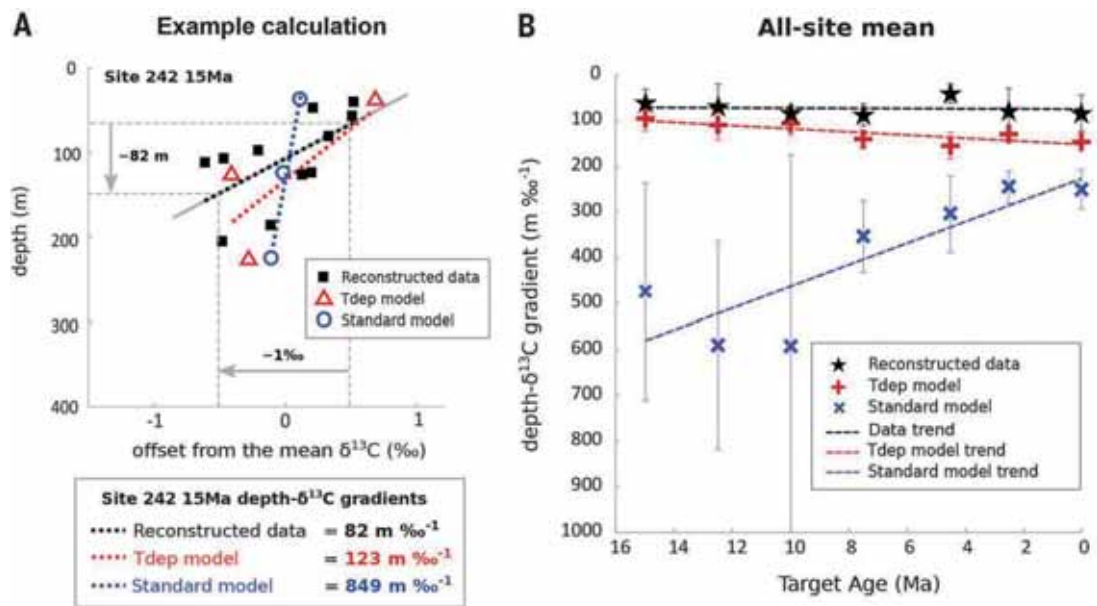 A
Example calculation
0
100
200
300
400
depth (m)
Site 242 15Ma
~82 m
~1‰
Reconstructed data
Tdep model
Standard model
-1
0
1
offset from the mean δ¹³C (‰)
Site 242 15Ma depth-δ¹³C gradients
Reconstructed data = 82 m ‰⁻¹
Tdep model = 123 m ‰⁻¹
Standard model = 849 m ‰⁻¹
B
All-site mean
0
100
200
300
400
500
600
700
800
900
1000
depth-δ¹³C gradient (m ‰⁻¹)
Reconstructed data
Tdep model
Standard model
Data trend
Tdep model trend
Standard model trend
16 14 12 10 8 6 4 2 0
Target Age (Ma)